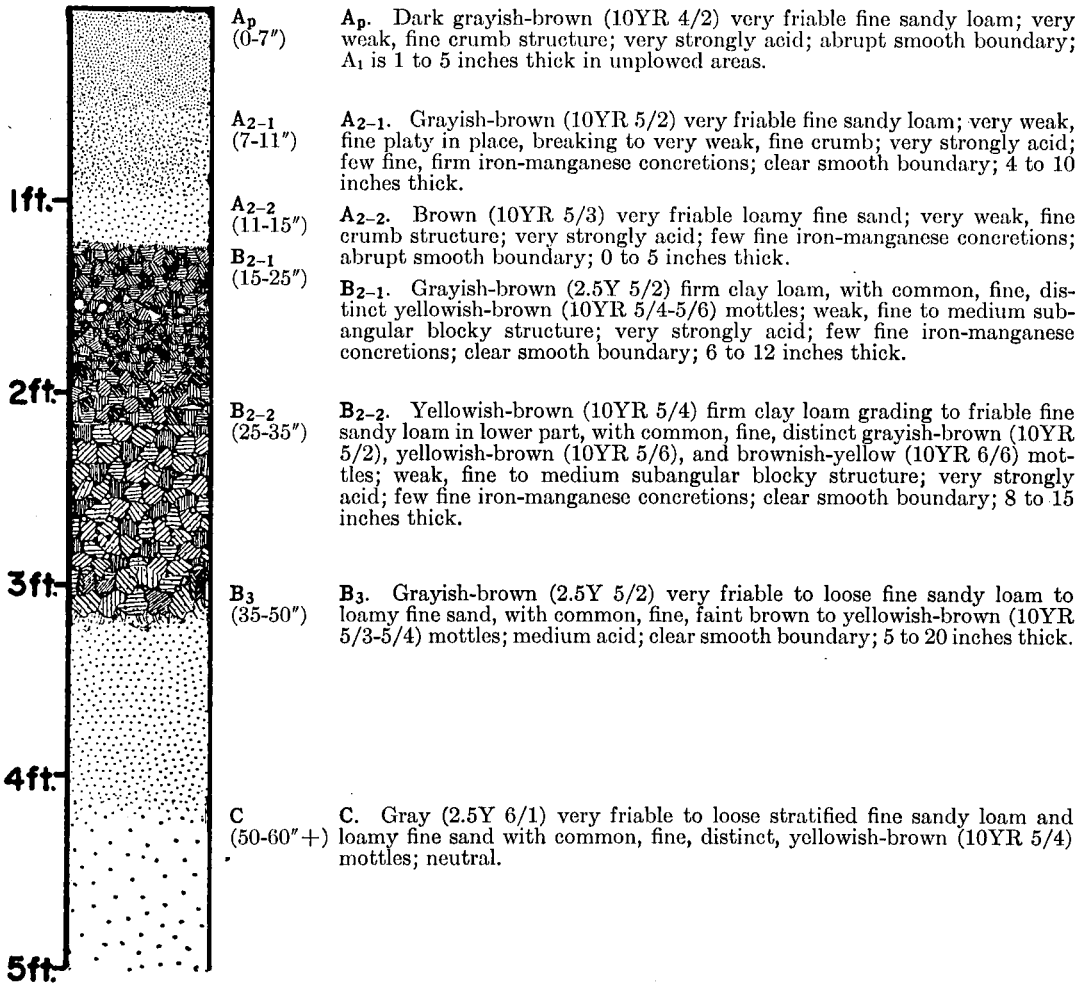 A₂ Ap. Dark grayish-brown (10YR 4/2) very friable fine sandy loam; very
(0-7″) weak, fine crumb structure; very strongly acid; abrupt smooth boundary;
A₁ is 1 to 5 inches thick in unplowed areas.
A₂₋₁ A₂₋₁. Grayish-brown (10YR 5/2) very friable fine sandy loam; very weak,
(7-11″) fine platy in place, breaking to very weak, fine crumb; very strongly acid;
few fine, firm iron-manganese concretions; clear smooth boundary; 4 to 10
inches thick.
1ft.
A₂₋₂ A₂₋₂. Brown (10YR 5/3) very friable loamy fine sand; very weak, fine
(11-15″) crumb structure; very strongly acid; few fine iron-manganese concretions;
abrupt smooth boundary; 0 to 5 inches thick.
B₂₋₁
(15-25″)
B₂₋₁. Grayish-brown (2.5Y 5/2) firm clay loam, with common, fine, dis-
tinct yellowish-brown (10YR 5/4-5/6) mottles; weak, fine to medium sub-
angular blocky structure; very strongly acid; few fine iron-manganese
concretions; clear smooth boundary; 6 to 12 inches thick.
2ft.
B₂₋₂ B₂₋₂. Yellowish-brown (10YR 5/4) firm clay loam grading to friable fine
(25-35″) sandy loam in lower part, with common, fine, distinct grayish-brown (10YR
5/2), yellowish-brown (10YR 5/6), and brownish-yellow (10YR 6/6) mot-
tles; weak, fine to medium subangular blocky structure; very strongly
acid; few fine iron-manganese concretions; clear smooth boundary; 8 to 15
inches thick.
3ft.
B₃ B₃. Grayish-brown (2.5Y 5/2) very friable to loose fine sandy loam to
(35-50″) loamy fine sand, with common, fine, faint brown to yellowish-brown (10YR
5/3-5/4) mottles; medium acid; clear smooth boundary; 5 to 20 inches thick.
4ft.
C C. Gray (2.5Y 6/1) very friable to loose stratified fine sandy loam and
(50-60″+) loamy fine sand with common, fine, distinct, yellowish-brown (10YR 5/4)
mottles; neutral.
5ft.